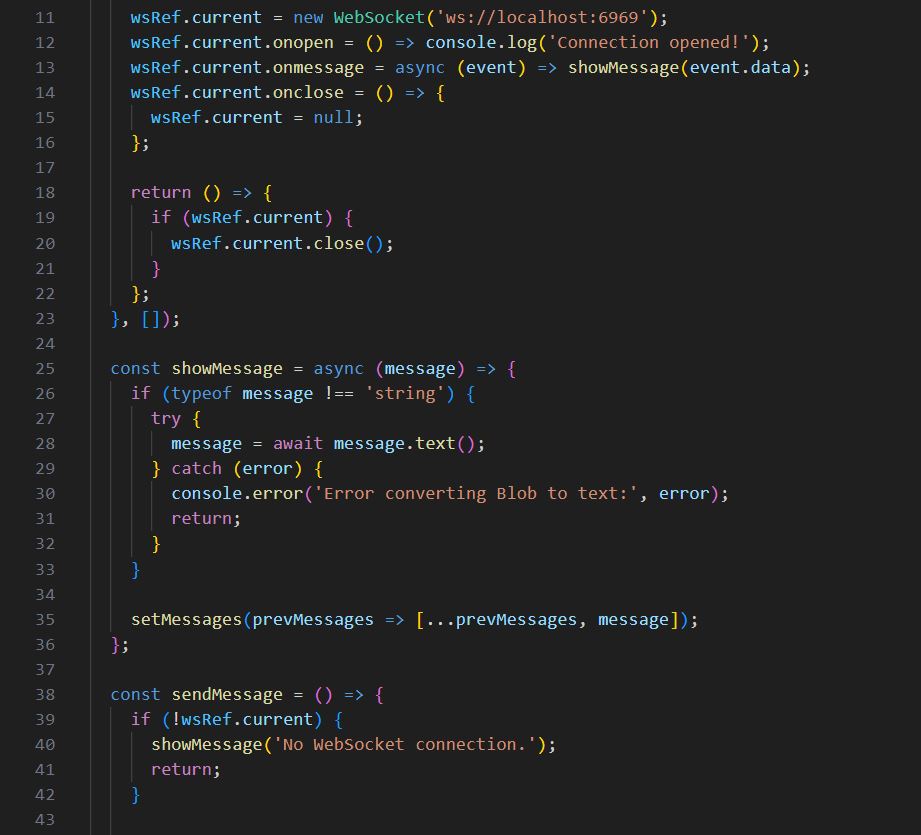 11 wsRef.current = new WebSocket('ws://localhost:6969');
12 wsRef.current.onopen = () => console.log('Connection opened!');
13 wsRef.current.onmessage = async (event) => showMessage(event.data);
14 wsRef.current.onclose = () => {
15 wsRef.current = null;
16 };
17
18 return () => {
19 if (wsRef.current) {
20 wsRef.current.close();
21 }
22 };
23 }, []);
24
25 const showMessage = async (message) => {
26 if (typeof message !== 'string') {
27 try {
28 message = await message.text();
29 } catch (error) {
30 console.error('Error converting Blob to text:', error);
31 return;
32 }
33 }
34
35 setMessages(prevMessages => [...prevMessages, message]);
36 };
37
38 const sendMessage = () => {
39 if (!wsRef.current) {
40 showMessage('No WebSocket connection.');
41 return;
42 }
43